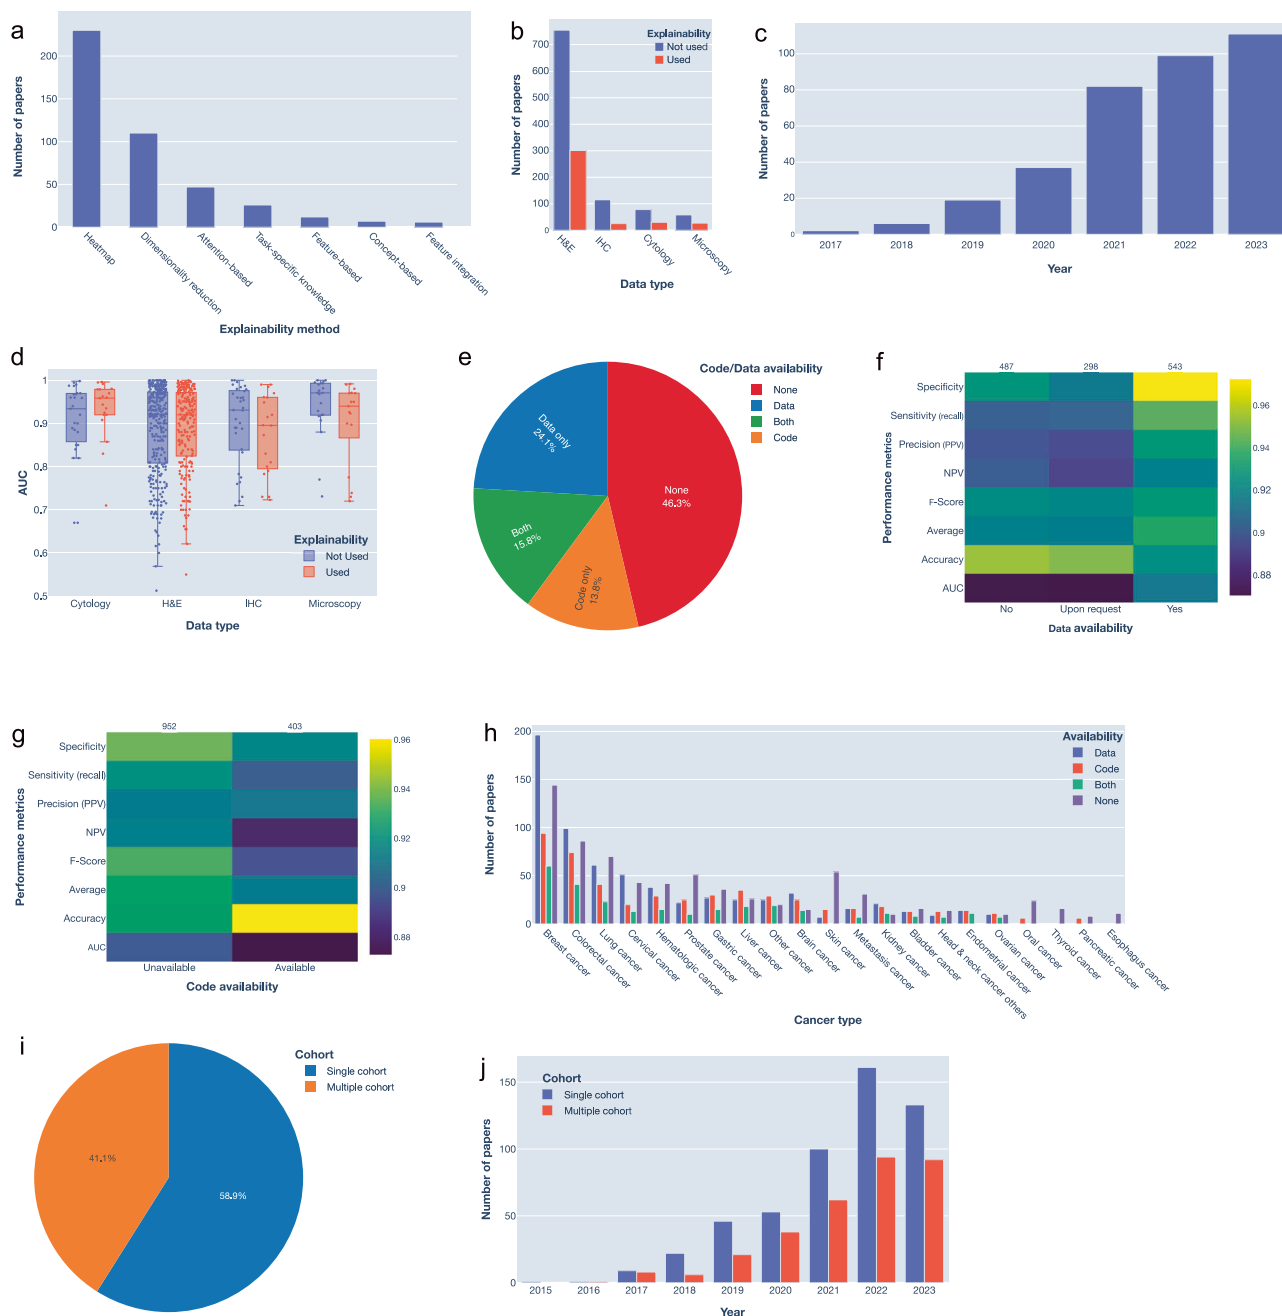 a
Number of papers
200
150
100
50
0
Heatmap
Dimensionality reduction
Attention-based
Task-specific knowledge
Feature-based
Concept-based
Feature integration
Explainability method
b
Number of papers
700
600
500
400
300
200
100
0
Explainability
Not used
Used
H&E
IHC
Cytology
Microscopy
Data type
c
Number of papers
100
80
60
40
20
0
2017
2018
2019
2020
2021
2022
2023
Year
d
AUC
1
0.9
0.8
0.7
0.6
0.5
Explainability
Not Used
Used
Cytology
H&E
IHC
Microscopy
Data type
e
Code/Data availability
None
Data
Both
Code
Data only
24.1%
None
46.3%
Both
15.8%
Code only
13.8%
f
487
298
543
Performance metrics
Specificity
Sensitivity (recall)
Precision (PPV)
NPV
F-Score
Average
Accuracy
AUC
No
Upon request
Yes
Data availability
0.96
0.94
0.92
0.9
0.88
g
952
403
Performance metrics
Specificity
Sensitivity (recall)
Precision (PPV)
NPV
F-Score
Average
Accuracy
AUC
Unavailable
Available
Code availability
0.96
0.94
0.92
0.9
0.88
h
Number of papers
200
150
100
50
0
Availability
Data
Code
Both
None
Breast cancer
Colorectal cancer
Lung cancer
Cervical cancer
Hematologic cancer
Prostate cancer
Gastric cancer
Liver cancer
Other cancer
Brain cancer
Skin cancer
Metastasis cancer
Kidney cancer
Bladder cancer
Head & neck cancer others
Endometrial cancer
Ovarian cancer
Oral cancer
Thyroid cancer
Pancreatic cancer
Esophagus cancer
Cancer type
i
Cohort
Single cohort
Multiple cohort
41.1%
58.9%
j
Number of papers
150
100
50
0
Cohort
Single cohort
Multiple cohort
2015
2016
2017
2018
2019
2020
2021
2022
2023
Year